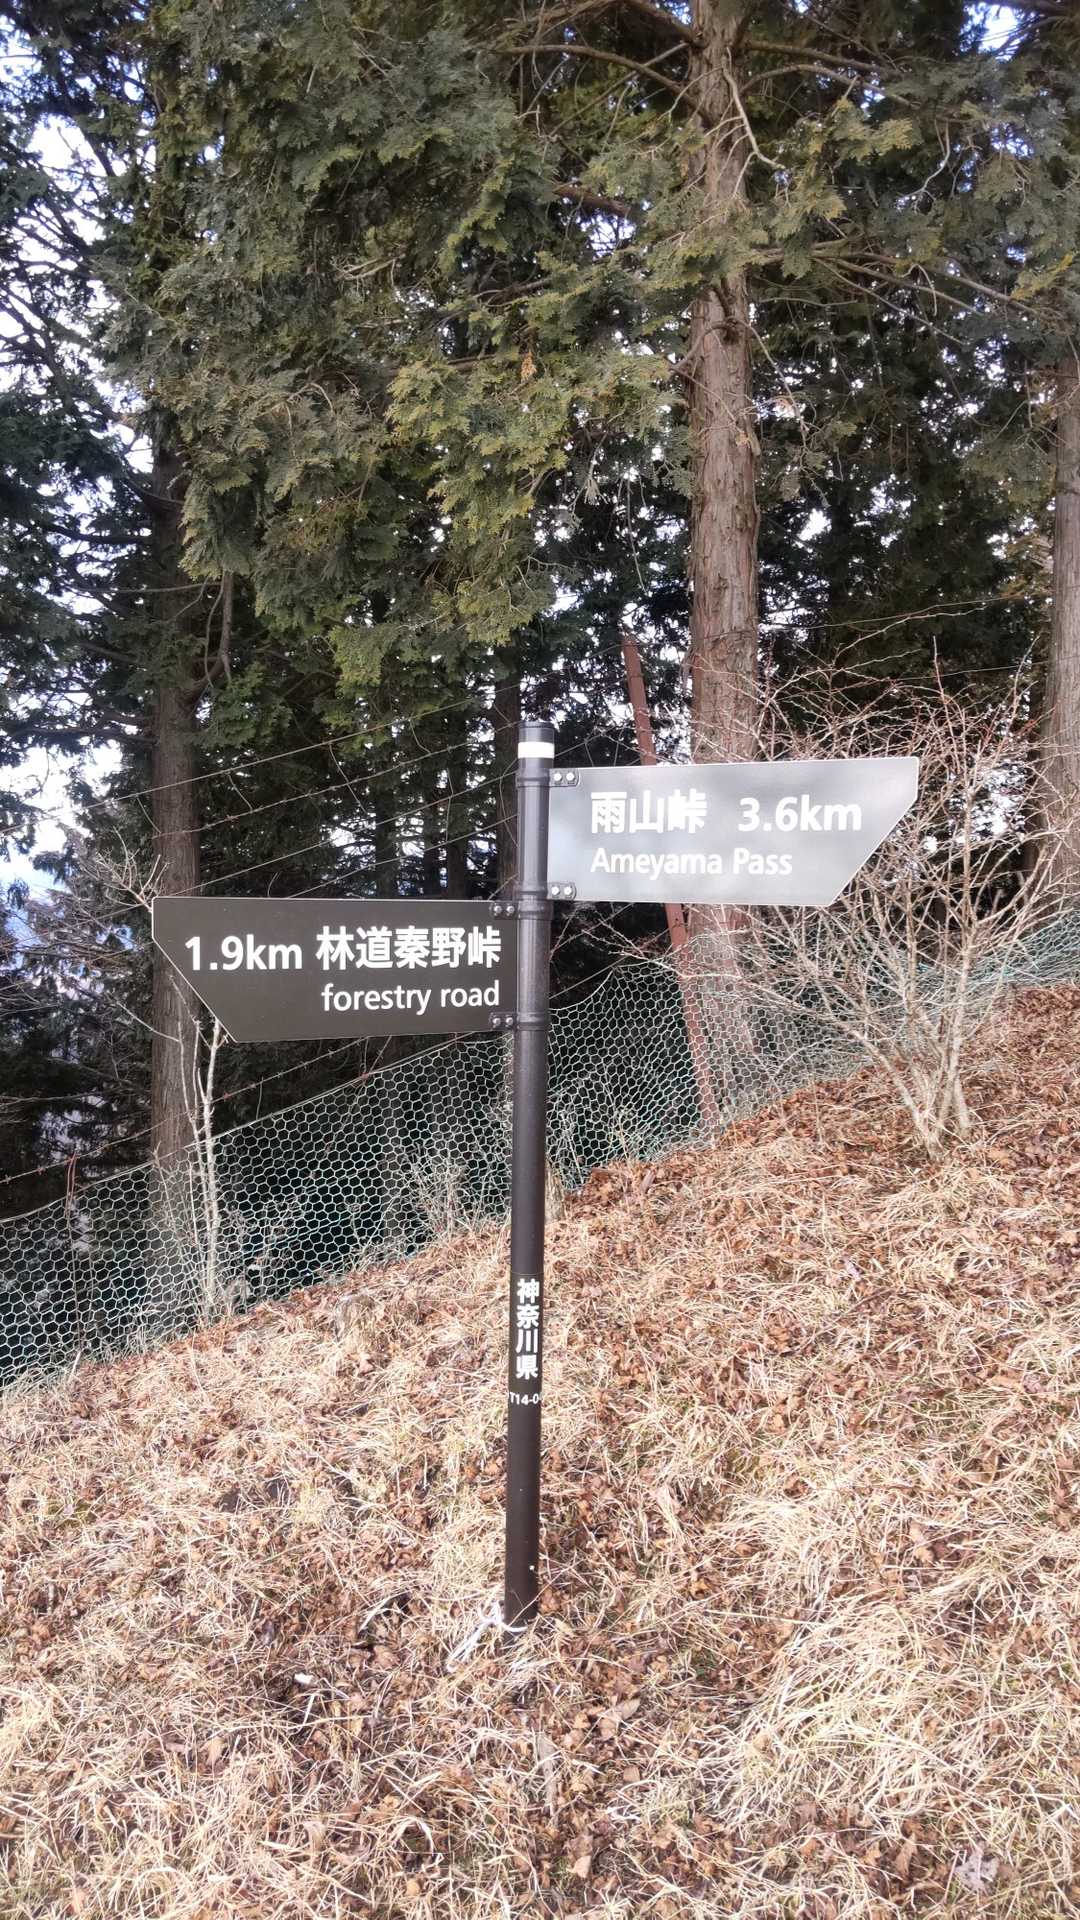 雨山峠 3.6km
Ameyama Pass
1.9km 林道秦野峠
forestry road
神奈川県